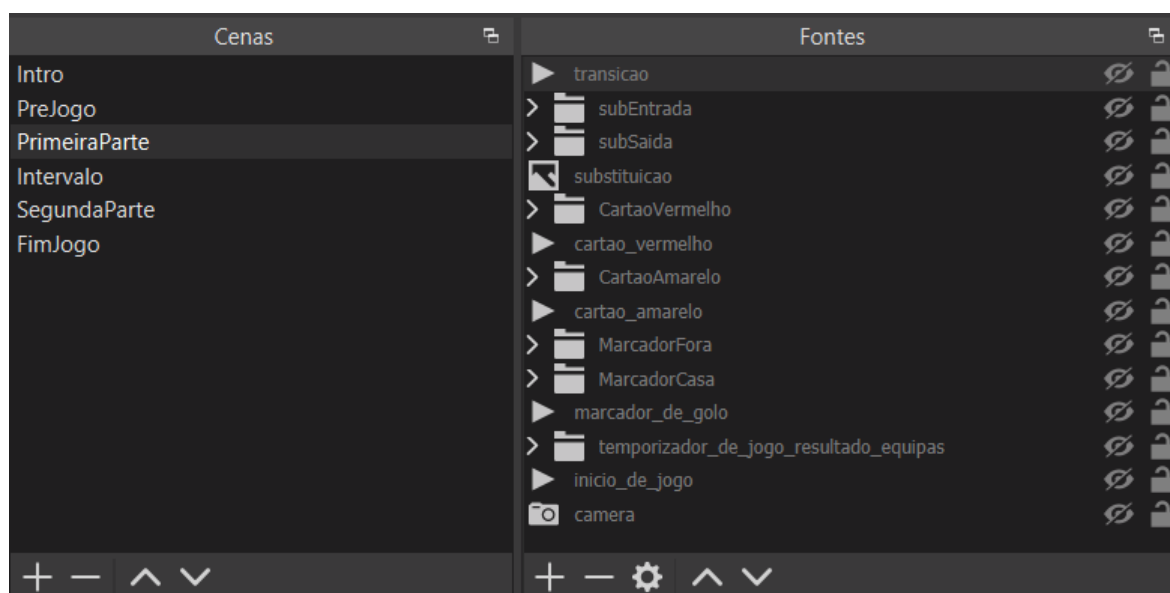 Cenas
Intro
PreJogo
PrimeiraParte
Intervalo
SegundaParte
FimJogo
Fontes
transicao
subEntrada
subSaida
substituicao
CartaoVermelho
cartao_vermelho
CartaoAmarelo
cartao_amarelo
MarcadorFora
MarcadorCasa
marcador_de_golo
temporizador_de_jogo_resultado_equipas
inicio_de_jogo
camera